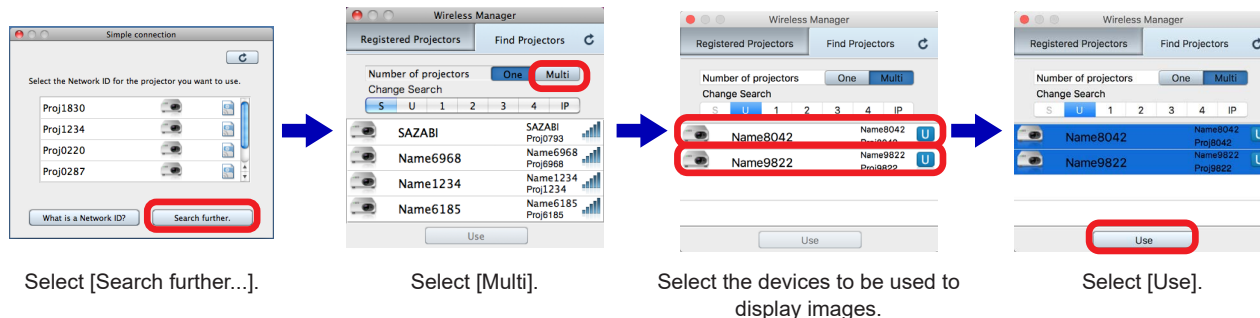 Simple connection
Select the Network ID for the projector you want to use.
Proj1830
Proj1234
Proj0220
Proj0287
What is a Network ID?
Search further.
Select [Search further...].
Wireless Manager
Registered Projectors
Find Projectors
Number of projectors
One
Multi
Change Search
S U 1 2 3 4 IP
SAZABI
SAZABI
Proj0793
Name6968
Name6968
Proj6968
Name1234
Name1234
Proj1234
Name6185
Name6185
Proj6185
Use
Select [Multi].
Wireless Manager
Registered Projectors
Find Projectors
Number of projectors
One
Multi
Change Search
S U 1 2 3 4 IP
Name8042
Name8042
Proj8042
U
Name9822
Name9822
Proj9822
U
Use
Select the devices to be used to
display images.
Wireless Manager
Registered Projectors
Find Projectors
Number of projectors
One
Multi
Change Search
S U 1 2 3 4 IP
Name8042
Name8042
Proj8042
U
Name9822
Name9822
Proj9822
U
Use
Select [Use].